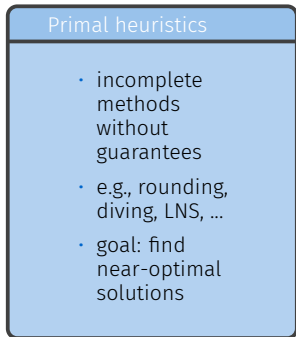 Primal heuristics
· incomplete
methods
without
guarantees
· e.g., rounding,
diving, LNS, ...
· goal: find
near-optimal
solutions